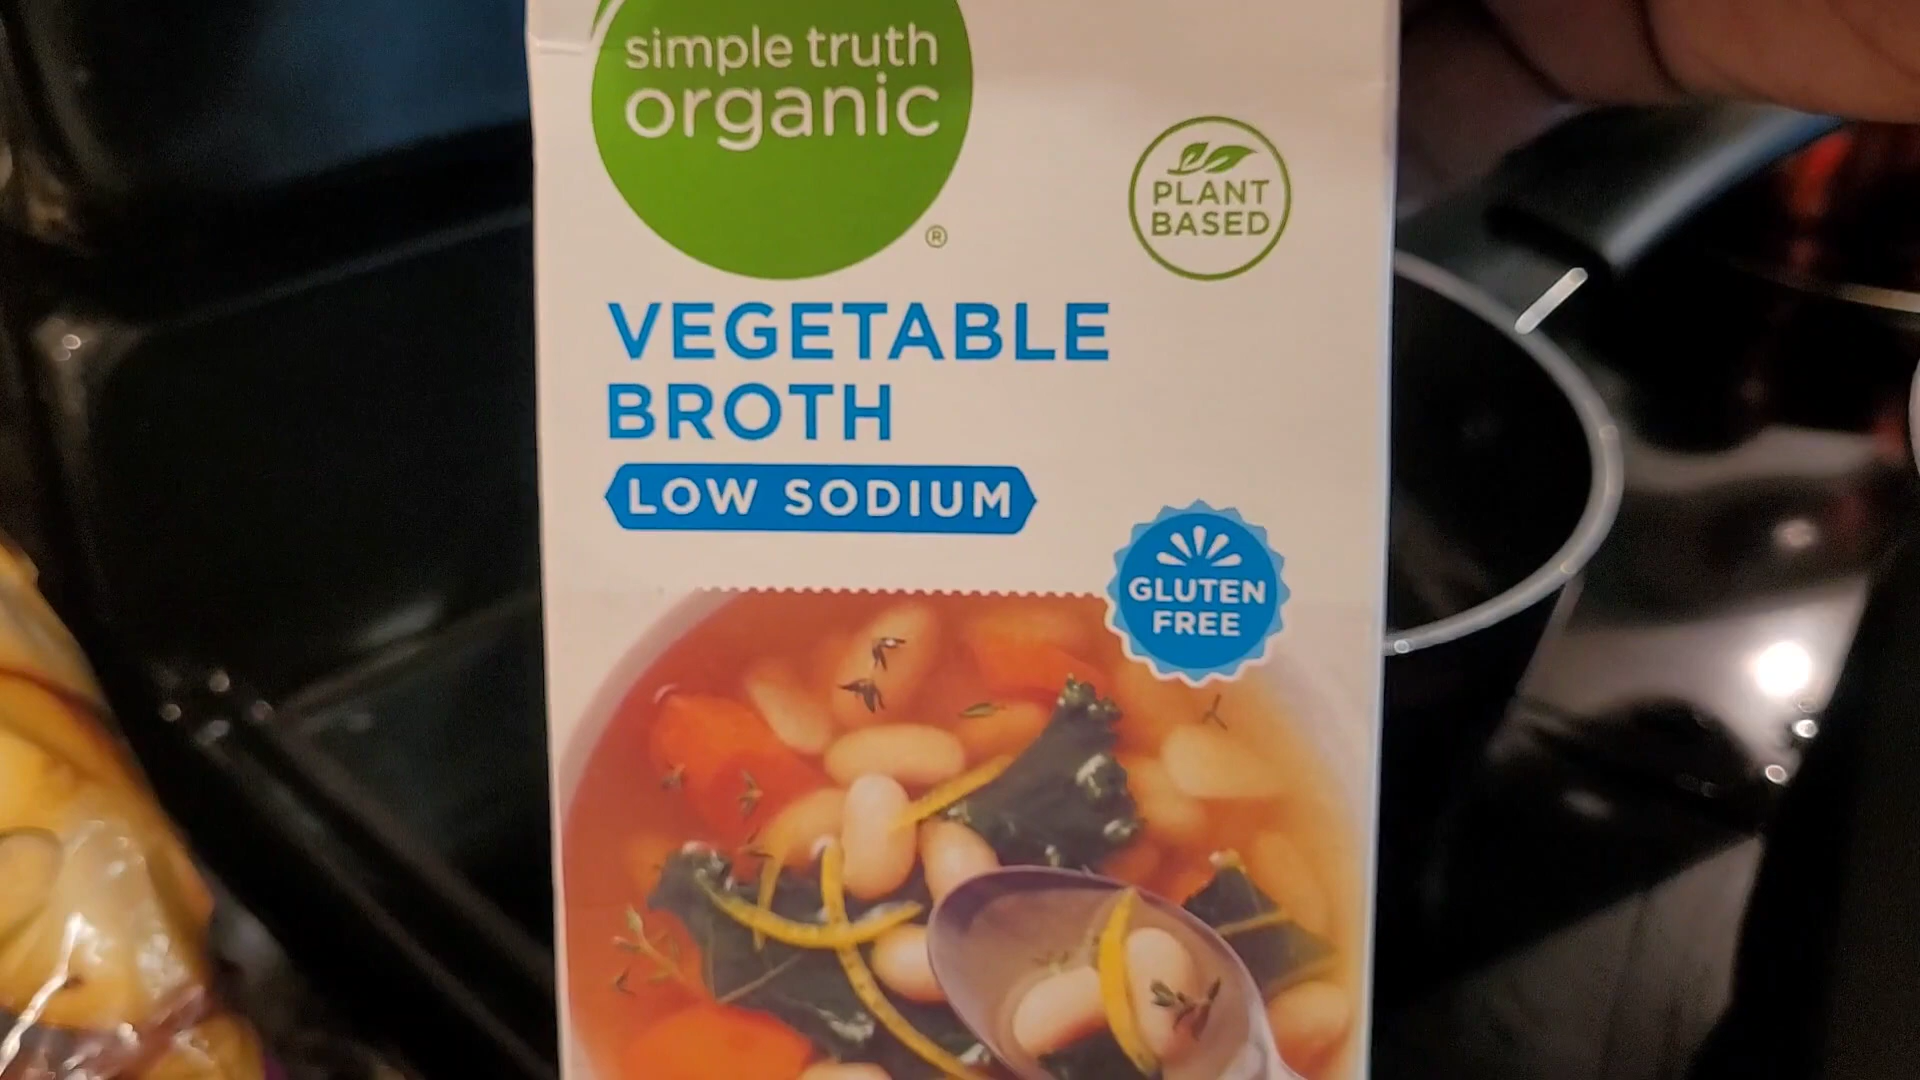 simple truth
organic
®
PLANT
BASED
VEGETABLE
BROTH
LOW SODIUM
GLUTEN
FREE